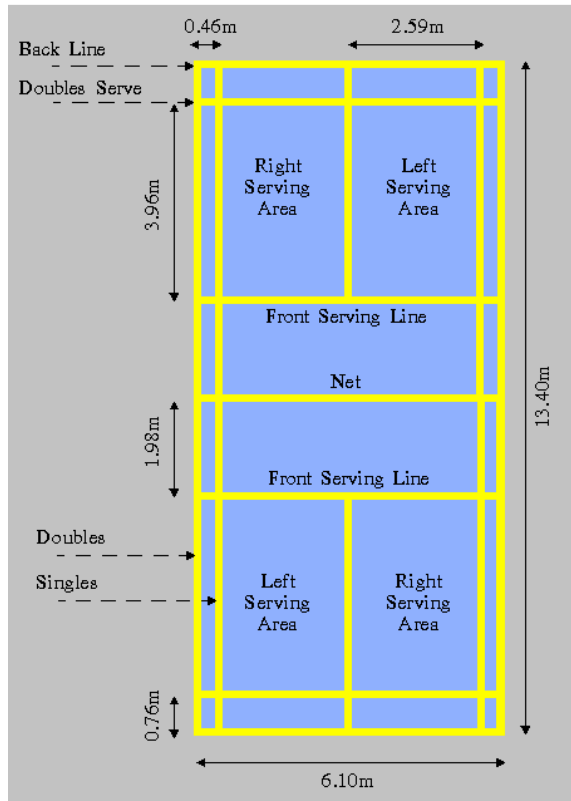 0.46m
2.59m
Back Line
Doubles Serve
3.96m
Right
Serving
Area
Left
Serving
Area
Front Serving Line
Net
13.40m
1.98m
Front Serving Line
Doubles
Singles
Left
Serving
Area
Right
Serving
Area
0.76m
6.10m